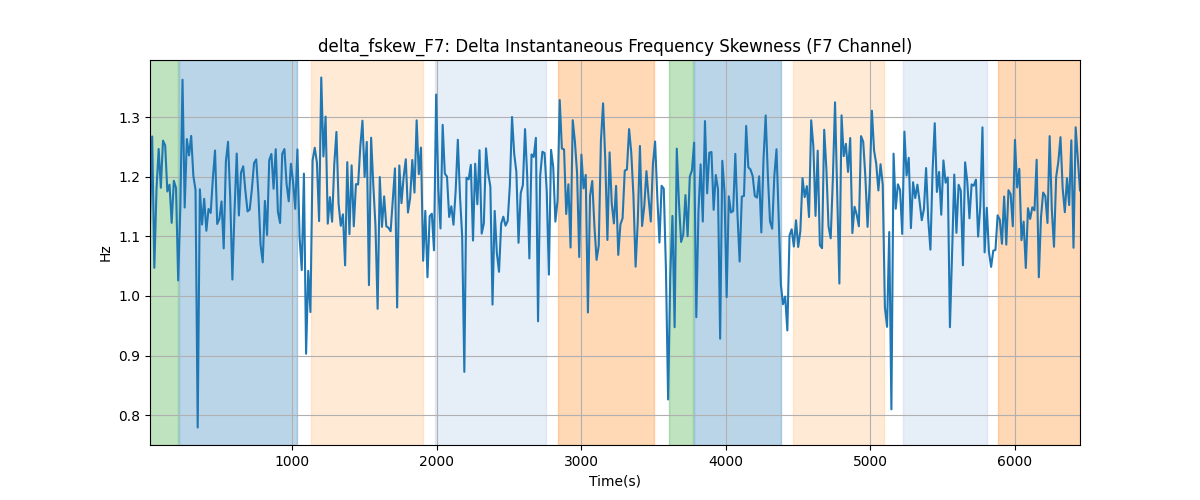 delta_fskew_F7: Delta Instantaneous Frequency Skewness (F7 Channel)
1.3
1.2
1.1
1.0
0.9
0.8
Hz
1000 2000 3000 4000 5000 6000
Time(s)